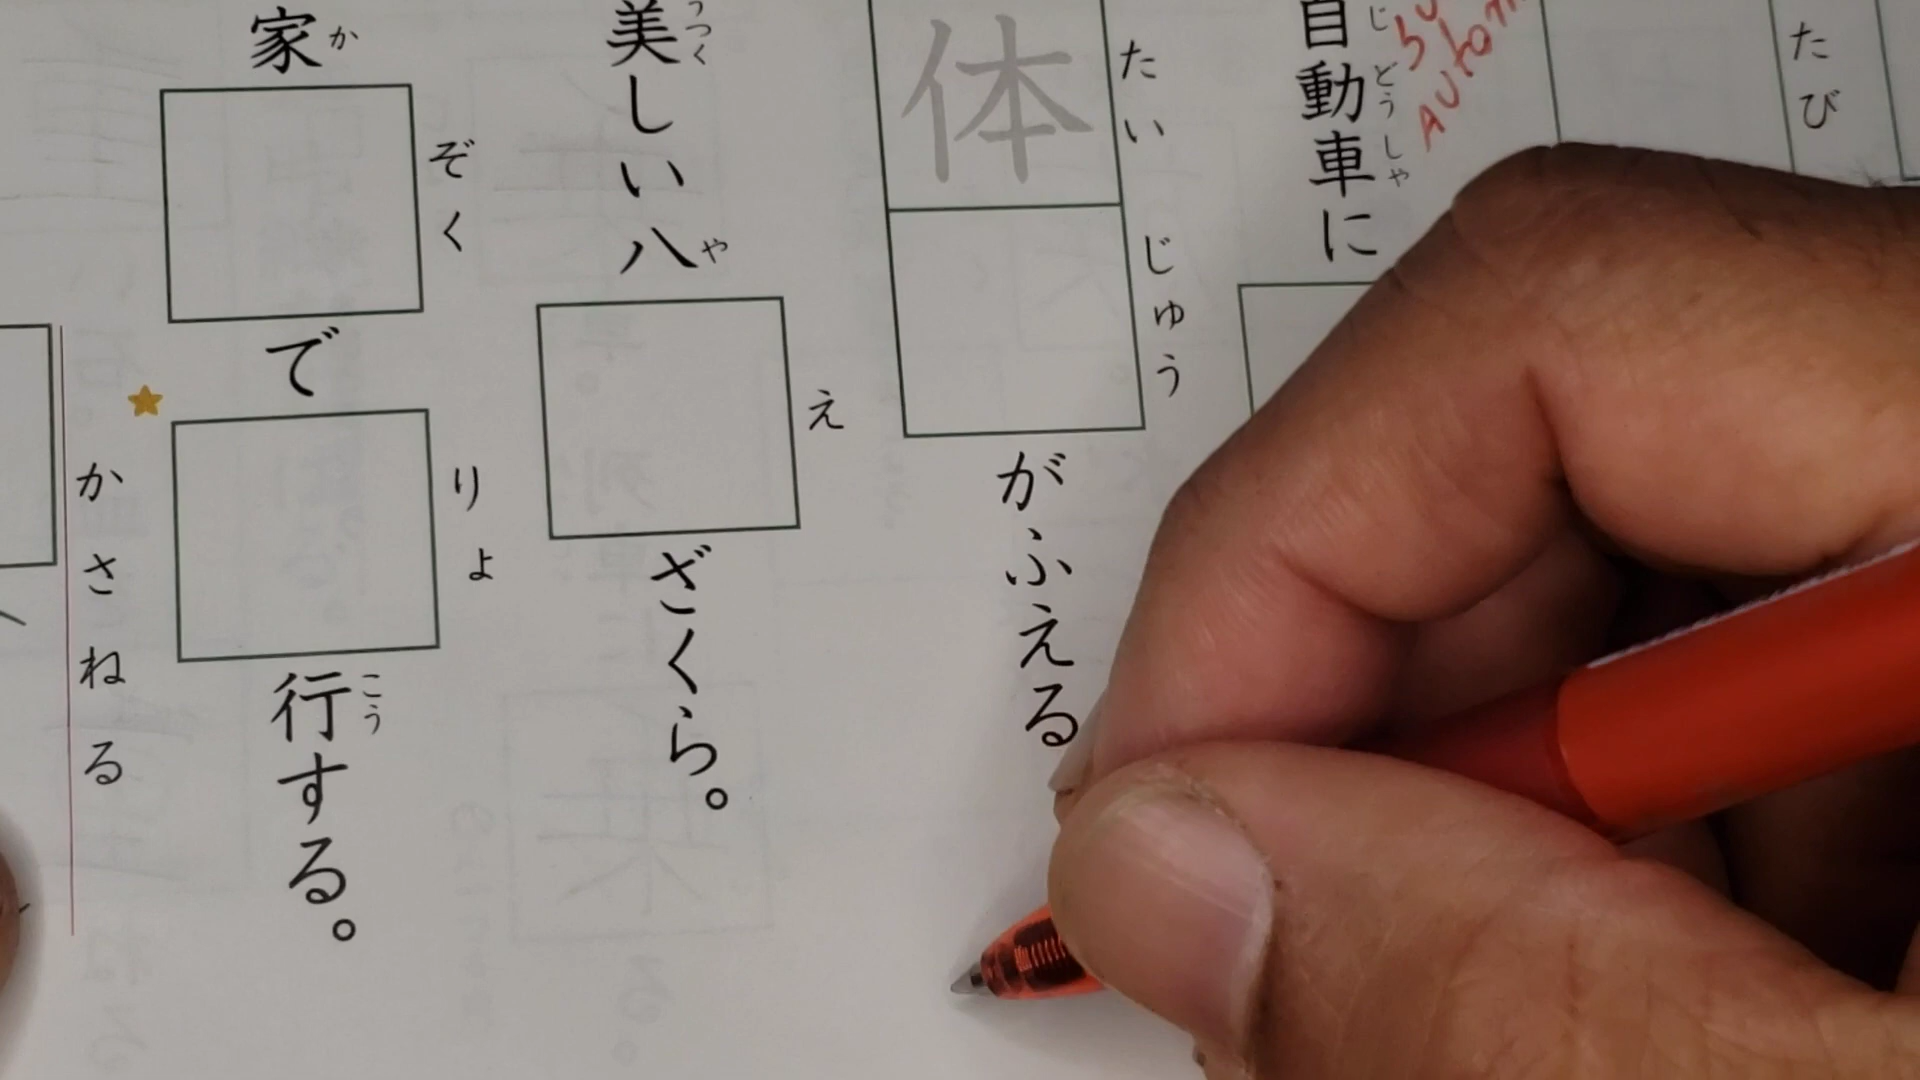 たび
自動車に
じどうしゃ
体
たいじゅう
がふえる
美しい八
うつく
や
え
ざくら。
家
か
ぞく
で
りょ
行する。
こう
かさねる